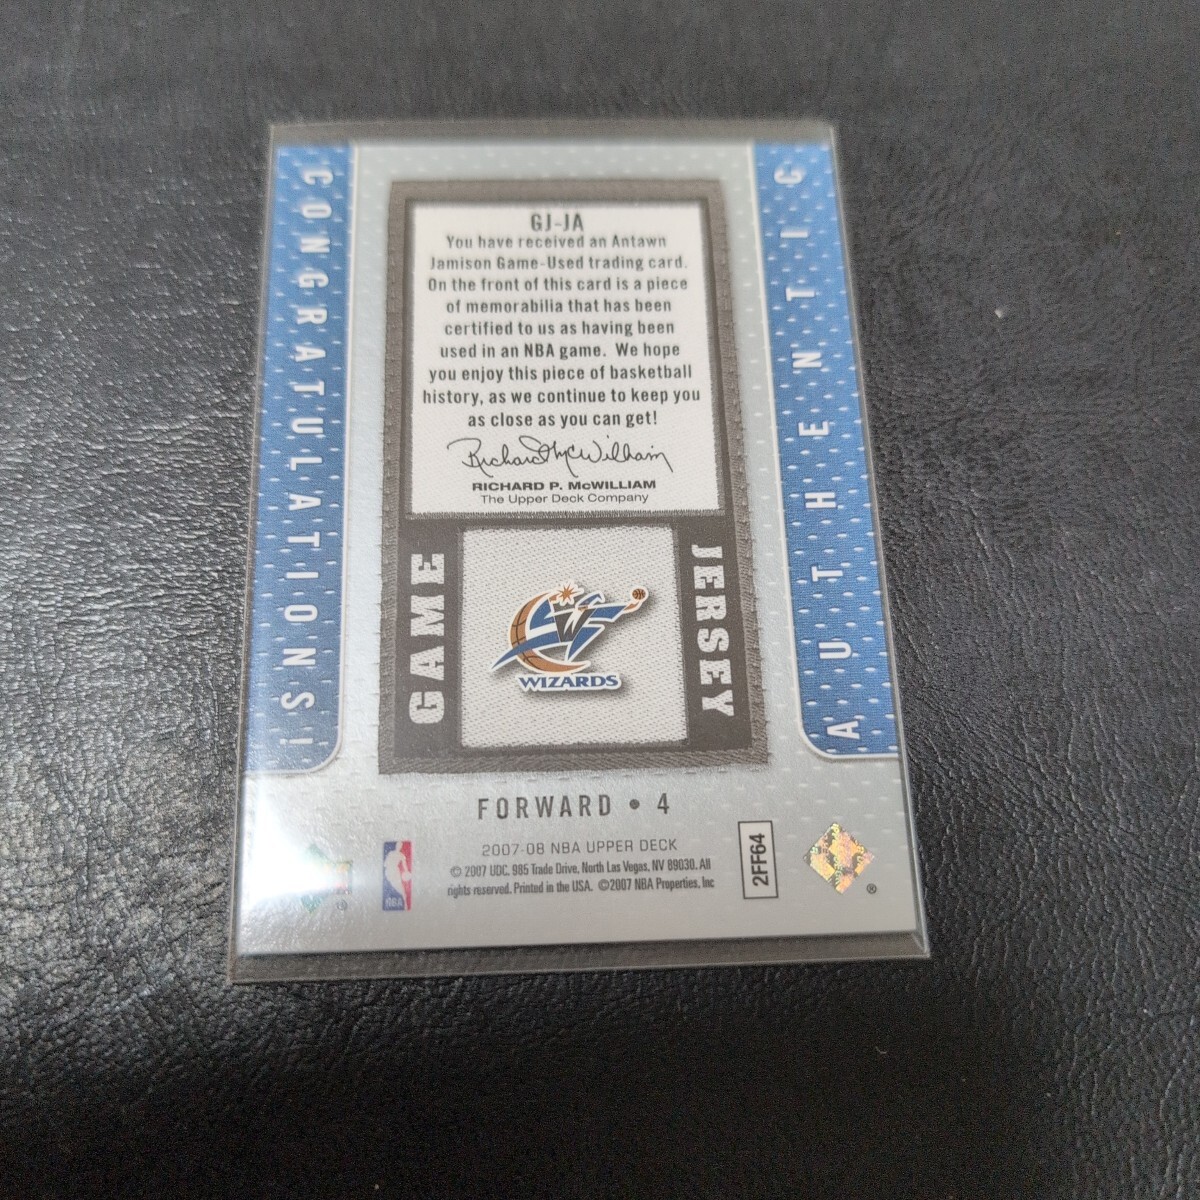 CONGRATULATIONS!
AUTHENTIC
GJ-JA
You have received an Antawn
Jamison Game-Used trading card.
On the front of this card is a piece
of memorabilia that has been
certified to us as having been
used in an NBA game. We hope
you enjoy this piece of basketball
history, as we continue to keep you
as close as you can get!
Richard McWilliam
RICHARD P. McWILLIAM
The Upper Deck Company
GAME
JERSEY
W
WIZARDS
FORWARD • 4
2007-08 NBA UPPER DECK
© 2007 UDC. 985 Trade Drive, North Las Vegas, NV 89030. All
rights reserved. Printed in the USA. ©2007 NBA Properties, Inc
NBA
2FF64
®
®